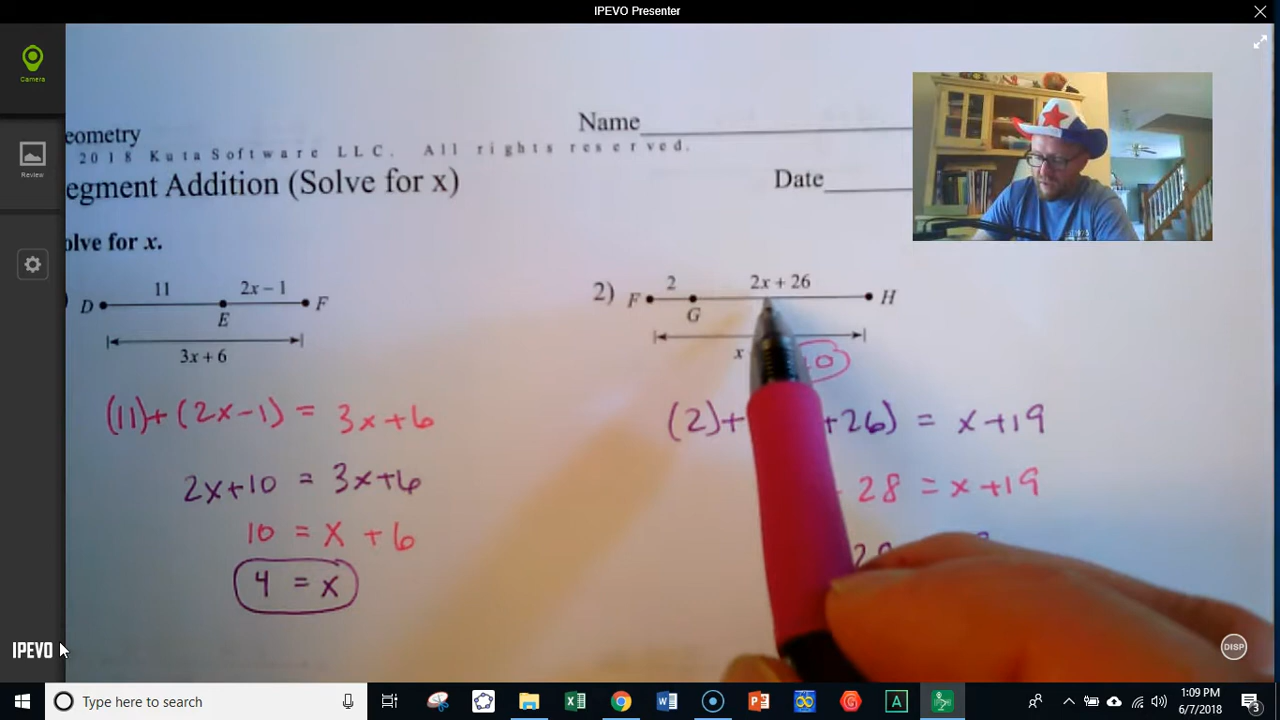 IPEVO Presenter
Camera
Review
eometry
2018 Kuta Software LLC. All rights reserved.
Name
egment Addition (Solve for x)
Date
olve for x.
)
11
2x − 1
D
E
F
3x + 6
(11)+(2x−1) = 3x+6
2x+10 = 3x+6
10 = x + 6
4 = x
2)
2
2x + 26
F
G
H
x
(2)+
+26) = x+19
28 = x+19
IPEVO
DISP
Type here to search
1:09 PM
6/7/2018
3